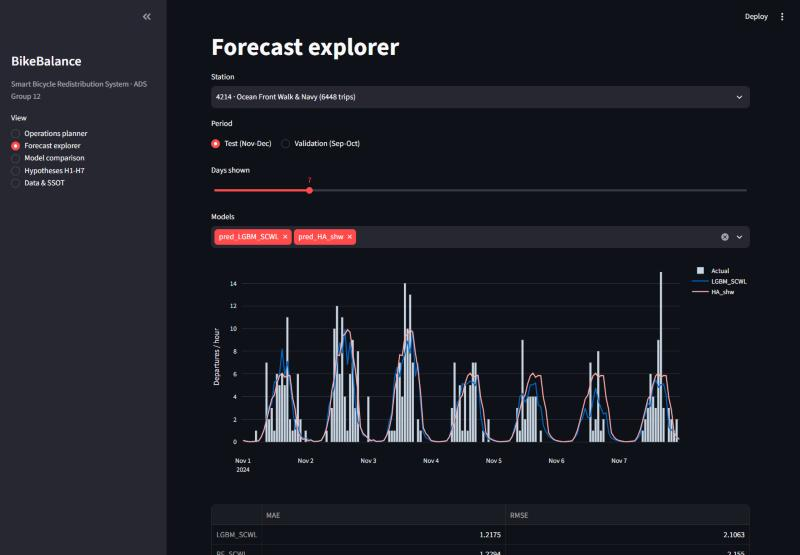 Deploy
BikeBalance
Smart Bicycle Redistribution System · ADS
Group 12
View
Operations planner
Forecast explorer
Model comparison
Hypotheses H1-H7
Data & SSOT
Forecast explorer
Station
4214 · Ocean Front Walk & Navy (6448 trips)
Period
Test (Nov-Dec)
Validation (Sep-Oct)
Days shown
7
Models
pred_LGBM_SCWL
pred_HA_shw
Actual
LGBM_SCWL
HA_shw
Departures / hour
14
12
10
8
6
4
2
0
Nov 1
2024
Nov 2
Nov 3
Nov 4
Nov 5
Nov 6
Nov 7
MAE
RMSE
LGBM_SCWL
1.2175
2.1063